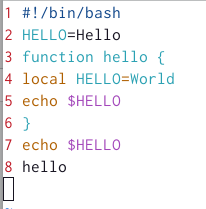 1 #!/bin/bash
2 HELLO=Hello
3 function hello {
4 local HELLO=World
5 echo $HELLO
6 }
7 echo $HELLO
8 hello